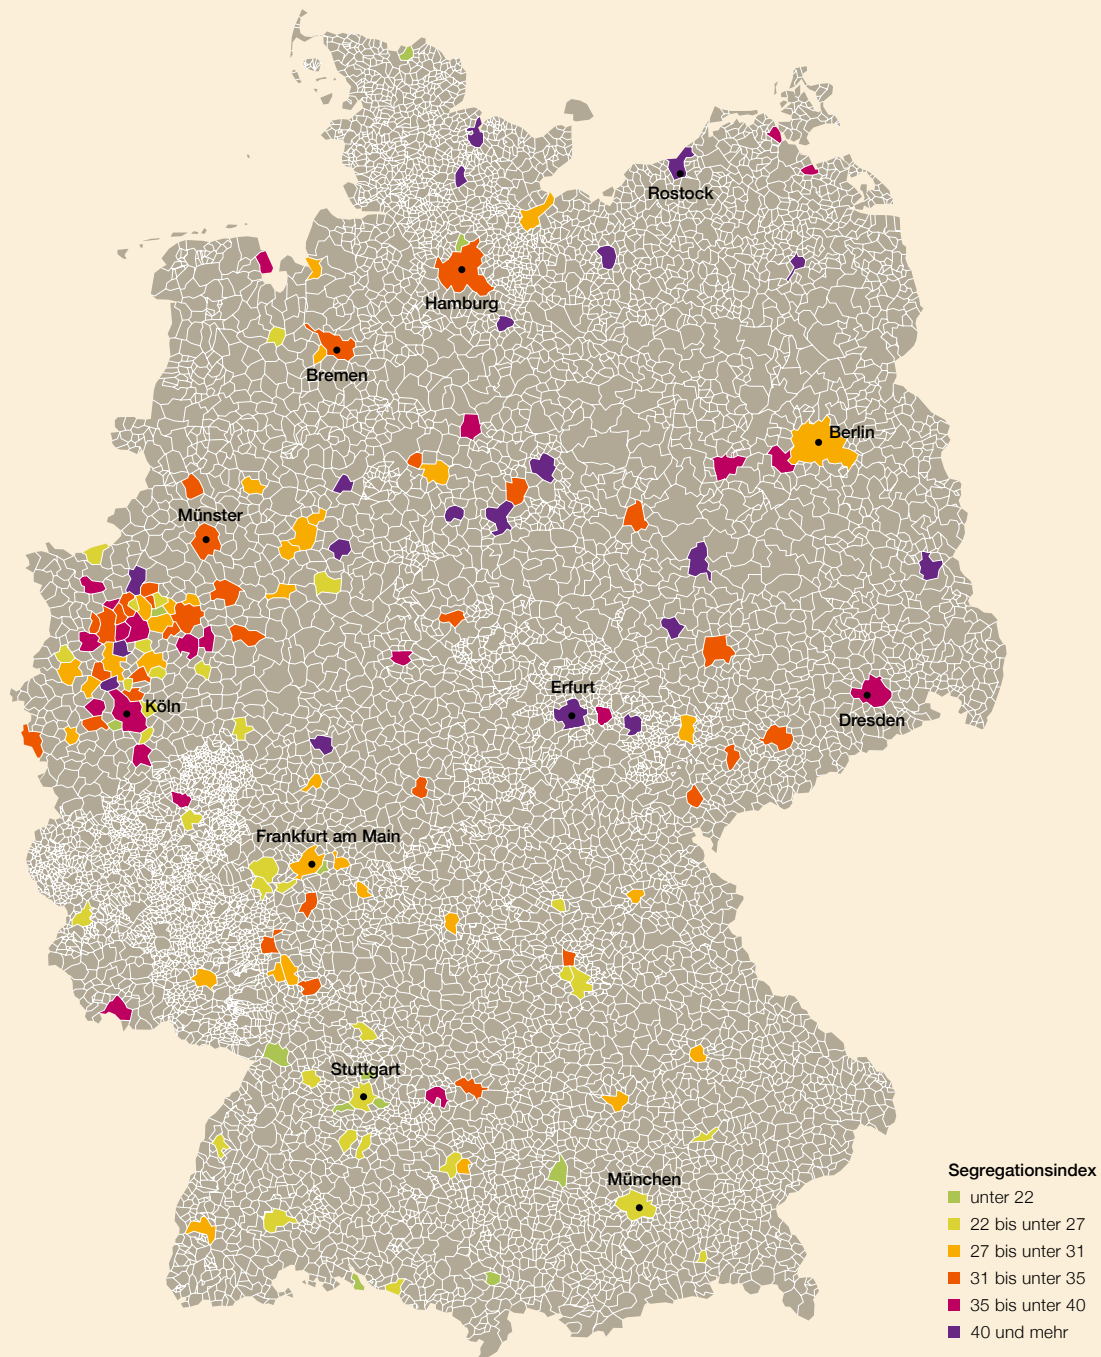 Rostock
Hamburg
Bremen
Berlin
Münster
Erfurt
Köln
Dresden
Frankfurt am Main
Stuttgart
München
Segregationsindex
unter 22
22 bis unter 27
27 bis unter 31
31 bis unter 35
35 bis unter 40
40 und mehr